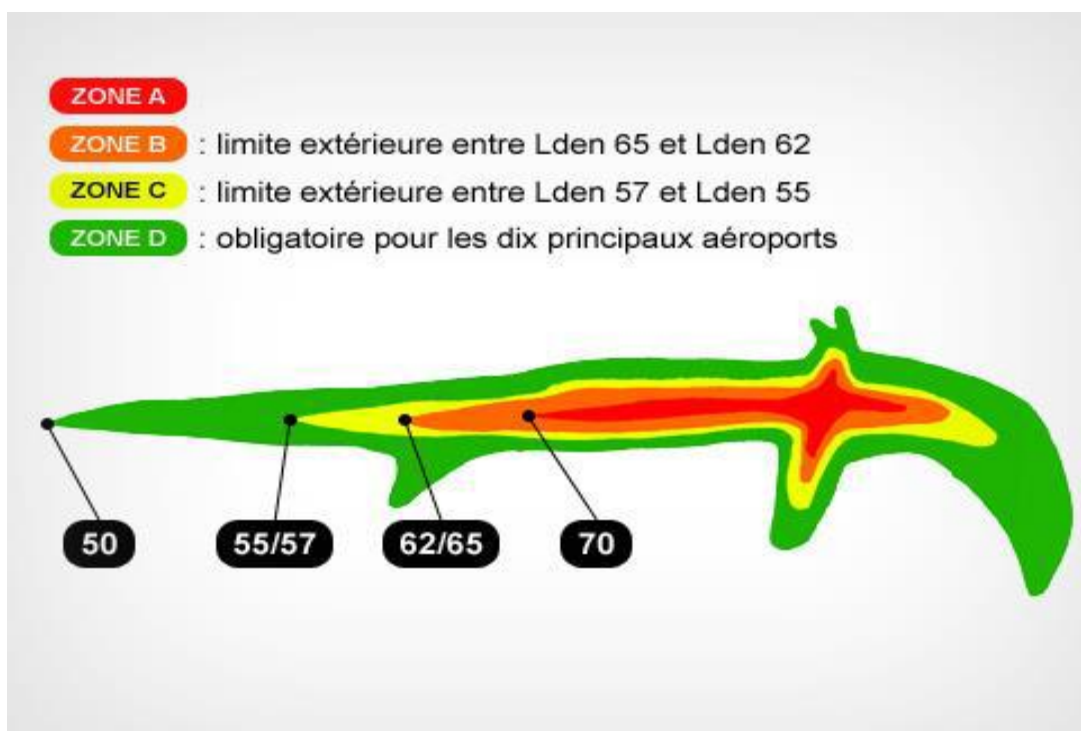 ZONE A
ZONE B : limite extérieure entre Lden 65 et Lden 62
ZONE C : limite extérieure entre Lden 57 et Lden 55
ZONE D : obligatoire pour les dix principaux aéroports
50
55/57
62/65
70